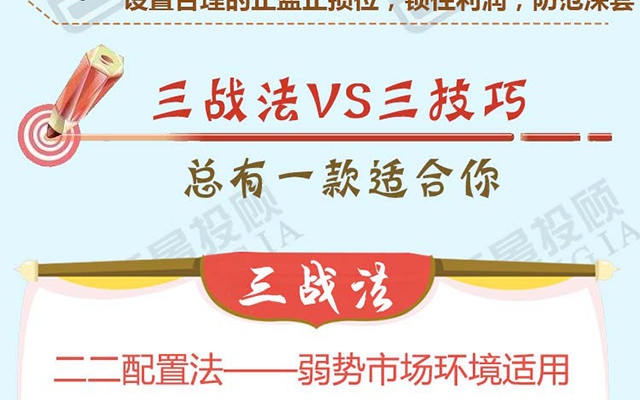 设置合理的止盈止损位，锁住利润，防范深套
三战法VS三技巧
总有一款适合你
三战法
二二配置法——弱势市场环境适用